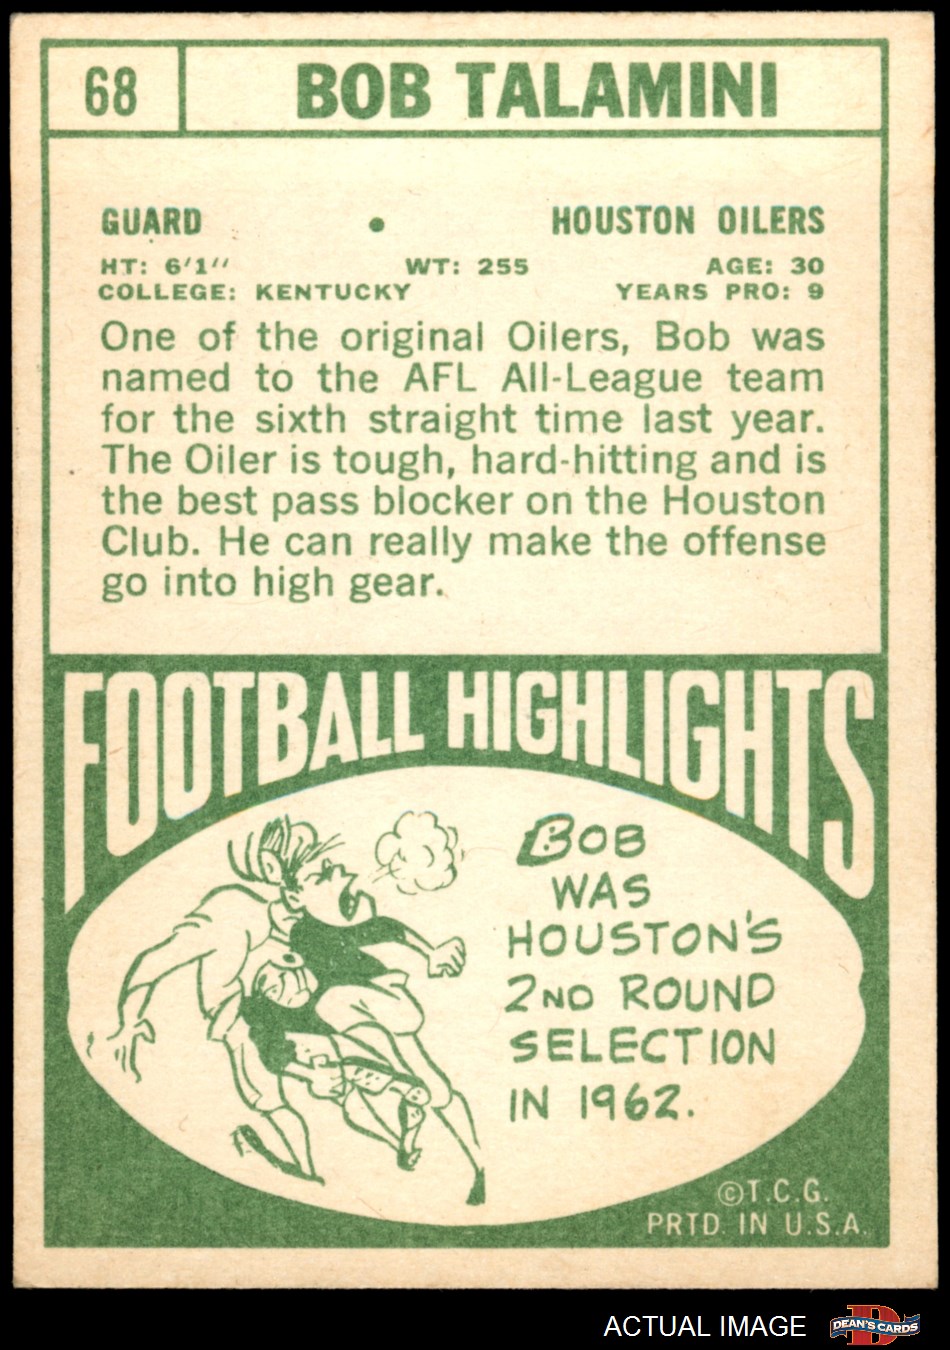 68
BOB TALAMINI
GUARD • HOUSTON OILERS
HT: 6'1" WT: 255 AGE: 30
COLLEGE: KENTUCKY YEARS PRO: 9
One of the original Oilers, Bob was
named to the AFL All-League team
for the sixth straight time last year.
The Oiler is tough, hard-hitting and is
the best pass blocker on the Houston
Club. He can really make the offense
go into high gear.
FOOTBALL HIGHLIGHTS
BOB
WAS
HOUSTON'S
2ND ROUND
SELECTION
IN 1962.
©T.C.G.
PRTD. IN U.S.A.
ACTUAL IMAGE
D
DEAN'S CARDS